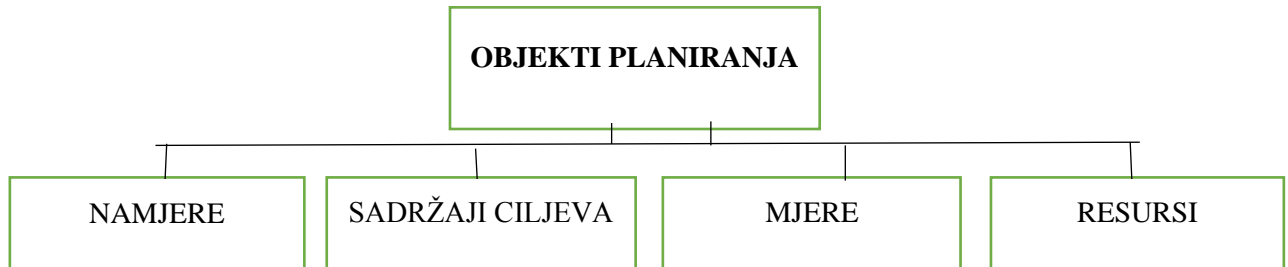 OBJEKTI PLANIRANJA
NAMJERE
SADRŽAJI CILJEVA
MJERE
RESURSI